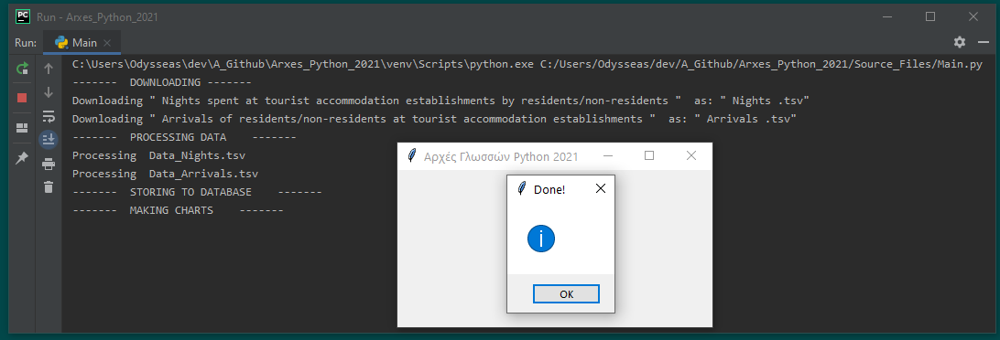 PC Run - Arxes_Python_2021
Run: Main
C:\Users\Odysseas\dev\A_Github\Arxes_Python_2021\venv\Scripts\python.exe C:/Users/Odysseas/dev/A_Github/Arxes_Python_2021/Source_Files/Main.py
------- DOWNLOADING -------
Downloading " Nights spent at tourist accommodation establishments by residents/non-residents "  as: " Nights .tsv"
Downloading " Arrivals of residents/non-residents at tourist accommodation establishments "  as: " Arrivals .tsv"
------- PROCESSING DATA -------
Processing  Data_Nights.tsv
Processing  Data_Arrivals.tsv
------- STORING TO DATABASE -------
------- MAKING CHARTS -------
Αρχές Γλωσσών Python 2021
Done!
i
OK